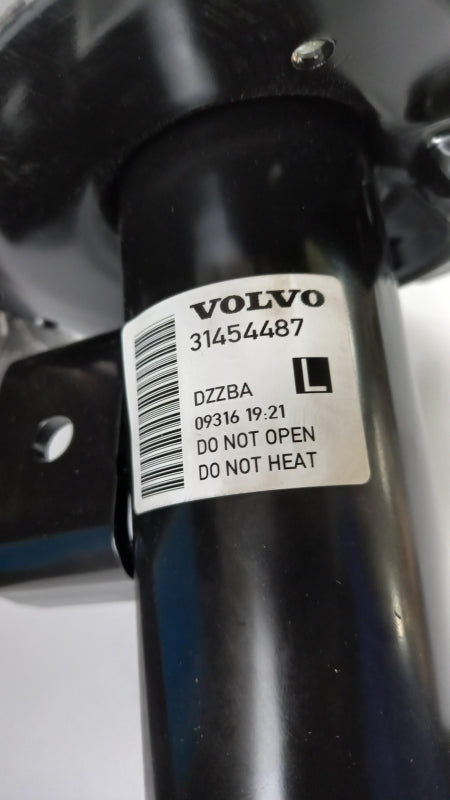 VOLVO
31454487
L
DZZBA
09316 19:21
DO NOT OPEN
DO NOT HEAT